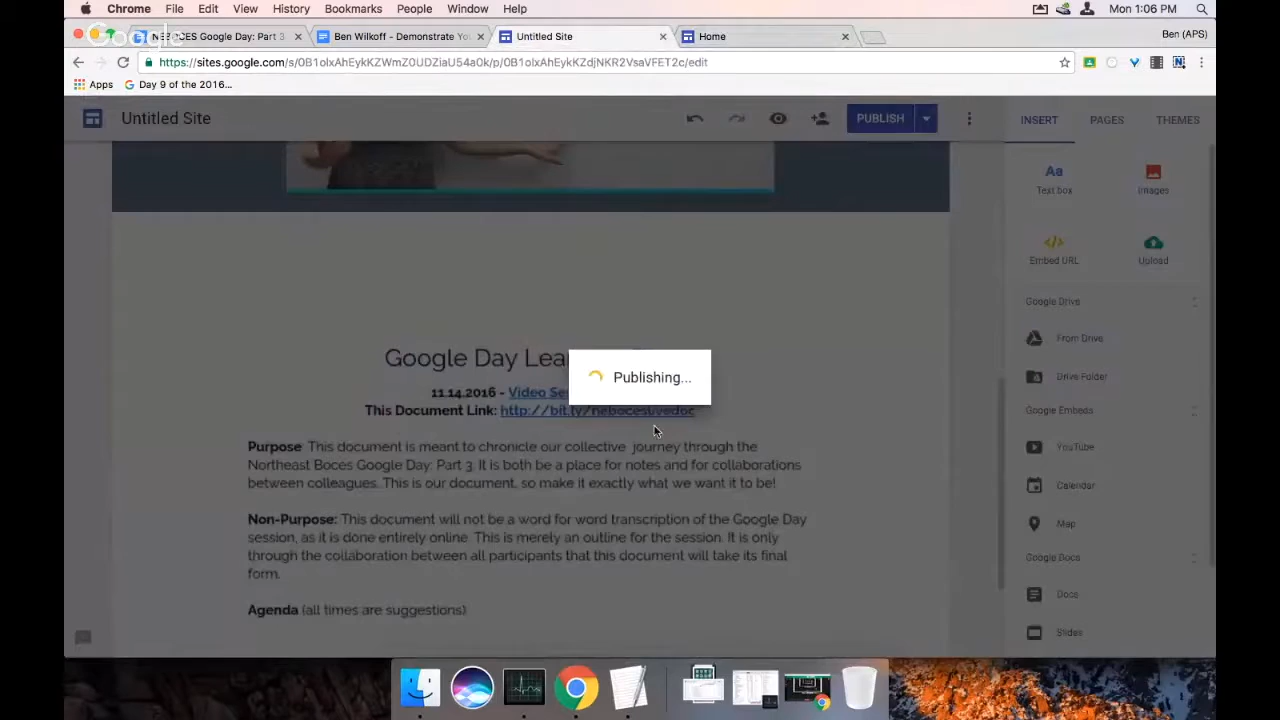 Chrome File Edit View History Bookmarks People Window Help Mon 1:06 PM
Google
Google Day: Part 3 Ben Wilkoff - Demonstrate Untitled Site Home Ben (APS)
https://sites.google.com/s/0B1olxAhEykKZWmZ0UDZiaU54a0k/p/0B1olxAhEykKZdjNKR2VsaVFET2c/edit
Apps Day 9 of the 2016...
Untitled Site PUBLISH INSERT PAGES THEMES
Text box Images
Embed URL Upload
Google Drive
From Drive
Drive Folder
Google Embeds
YouTube
Calendar
Map
Google Docs
Docs
Slides
Publishing...
Google Day
11.14.2016 - Video
This Document Link: http://bit.ly/neboceslivedoc
Purpose: This document is meant to chronicle our collective journey through the
Northeast Boces Google Day: Part 3. It is both be a place for notes and for collaborations
between colleagues. This is our document, so make it exactly what we want it to be!
Non-Purpose: This document will not be a word for word transcription of the Google Day
session, as it is done entirely online. This is merely an outline for the session. It is only
through the collaboration between all participants that this document will take its final
form.
Agenda (all times are suggestions)